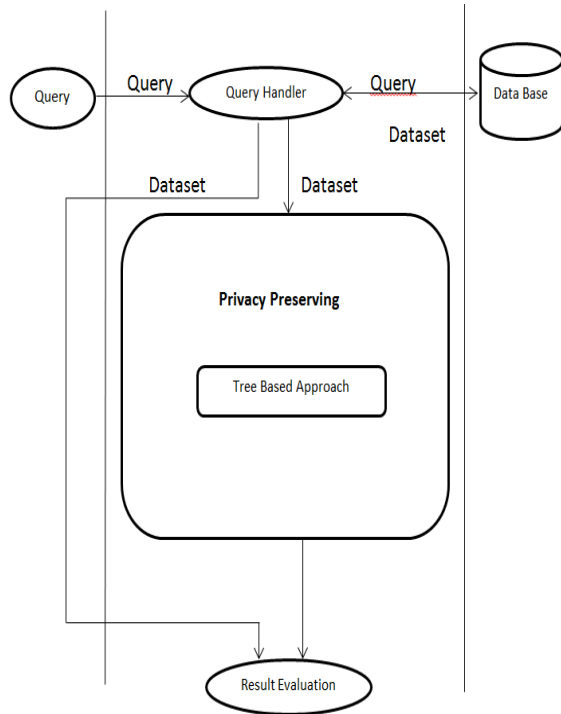 Query
Query
Query Handler
Query
Data Base
Dataset
Dataset
Dataset
Privacy Preserving
Tree Based Approach
Result Evaluation